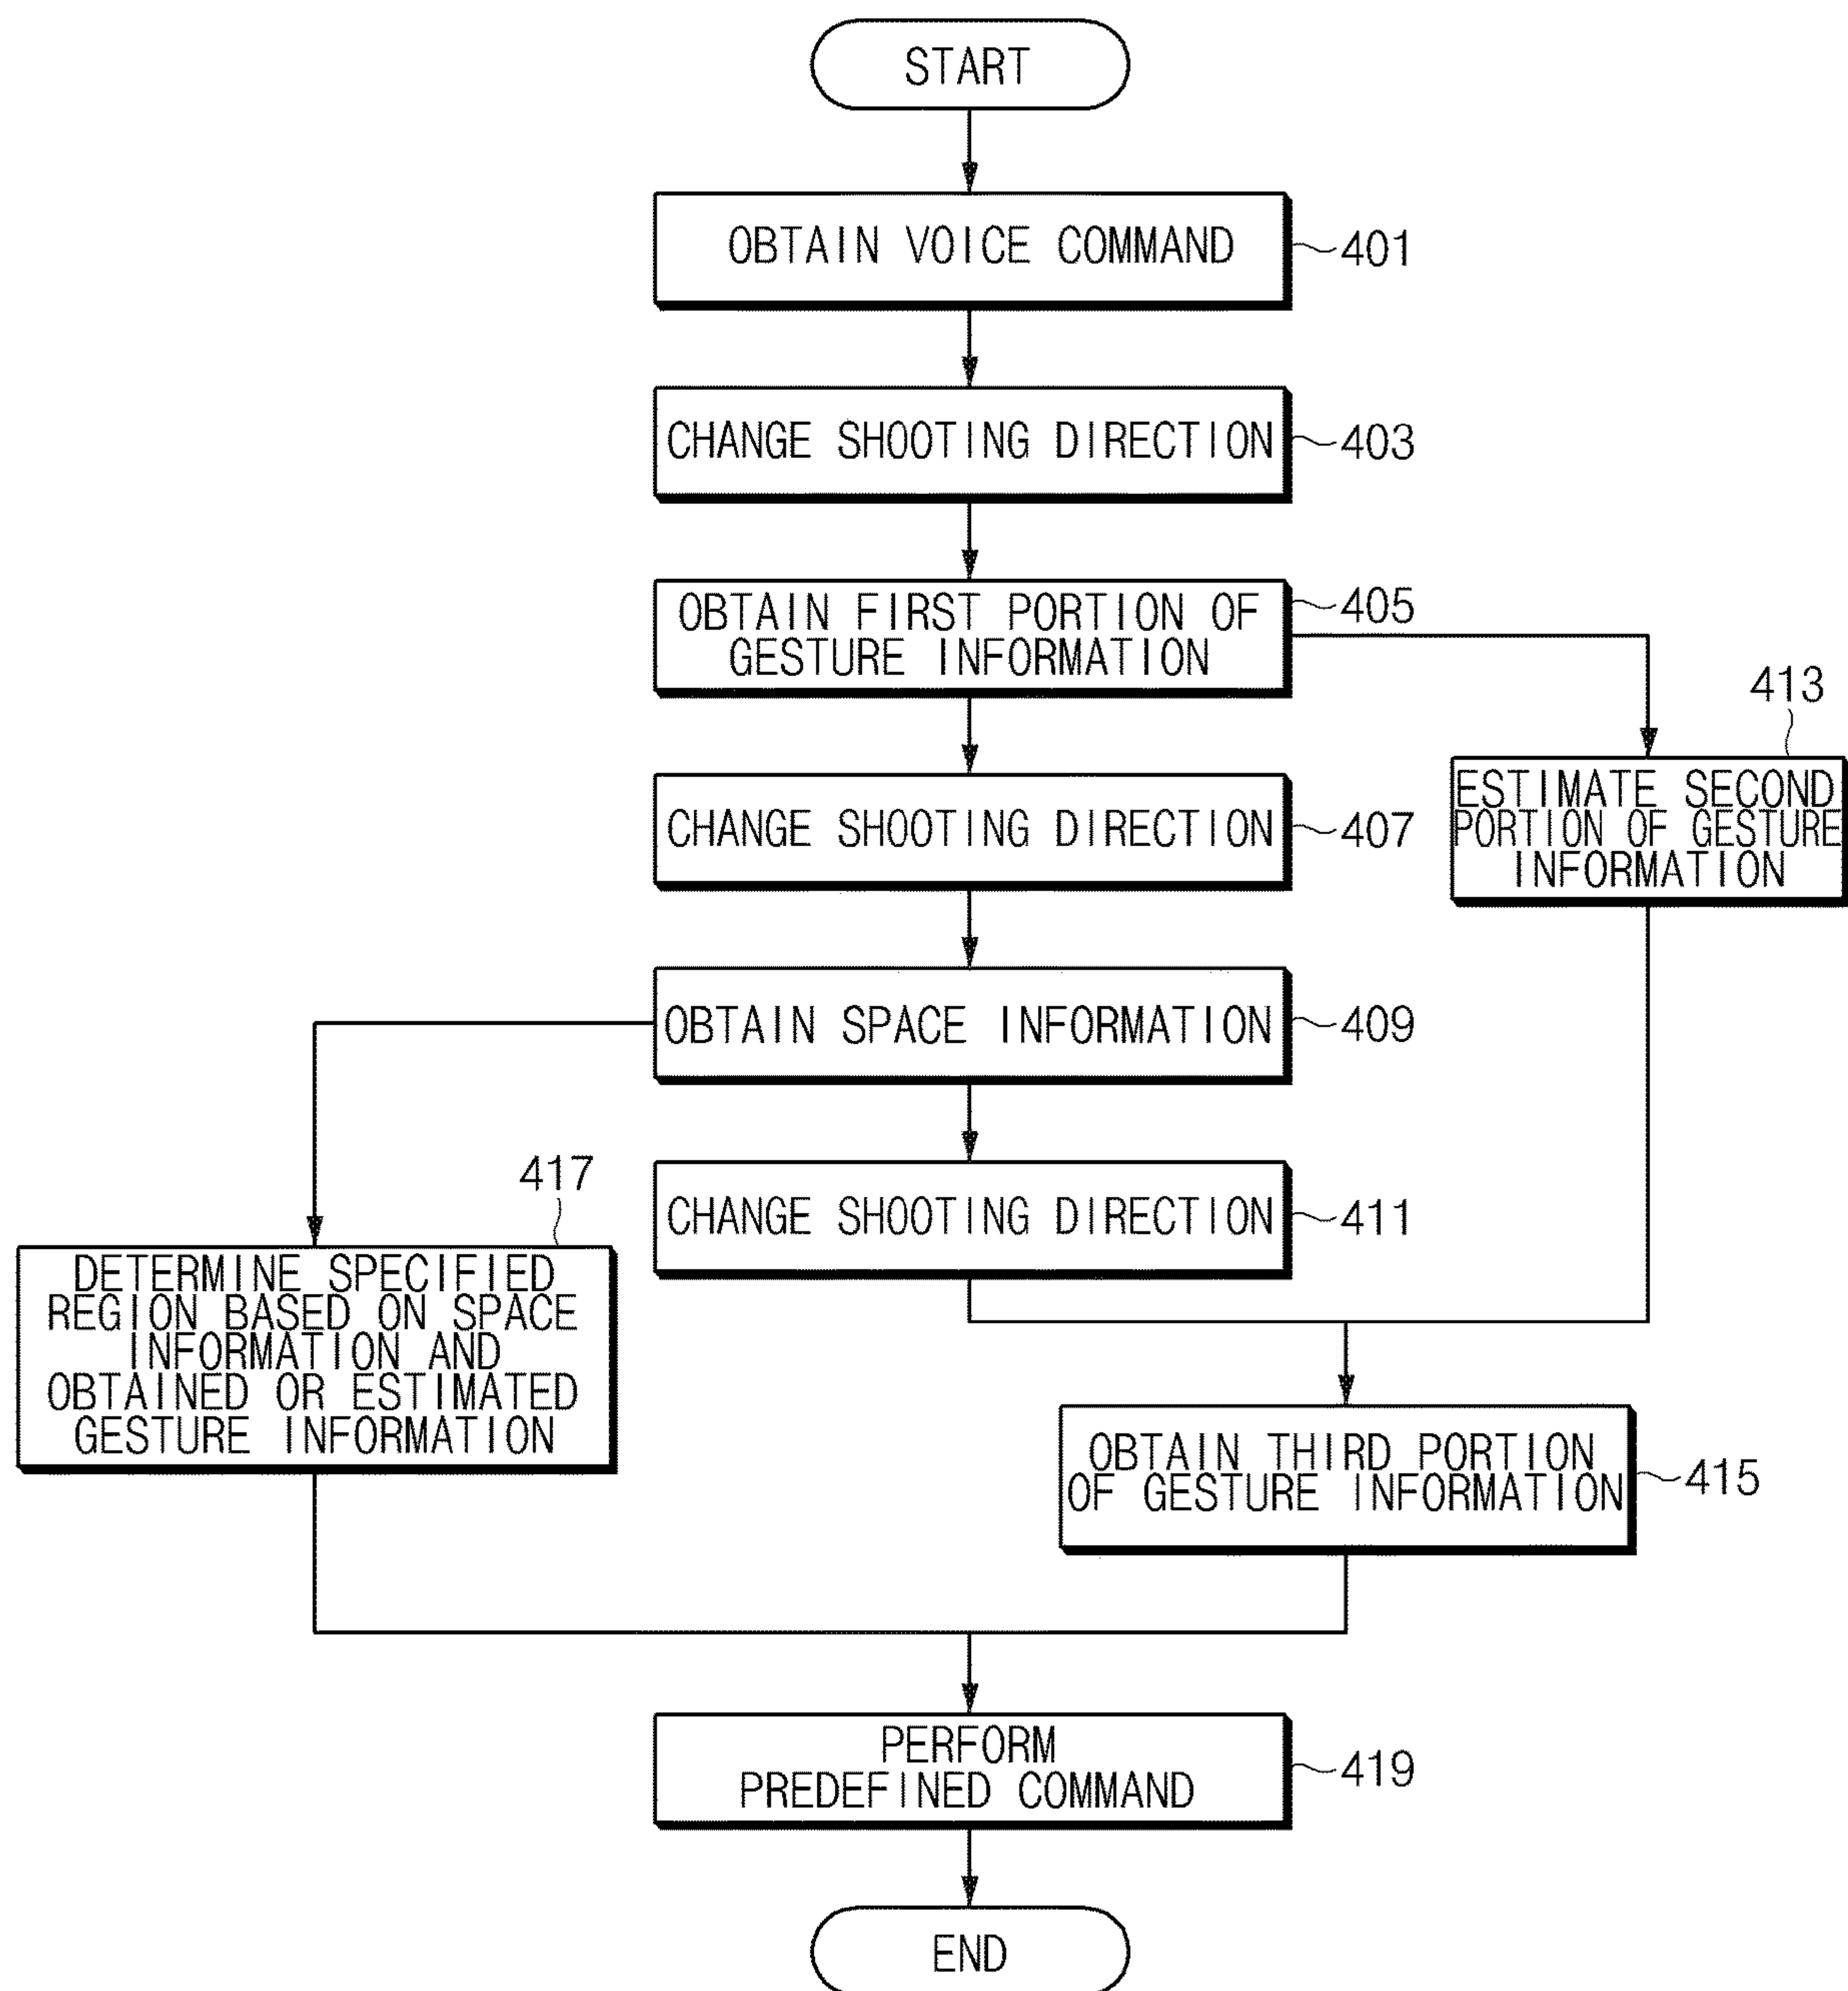 START
OBTAIN VOICE COMMAND
401
CHANGE SHOOTING DIRECTION
403
OBTAIN FIRST PORTION OF
GESTURE INFORMATION
405
413
ESTIMATE SECOND
PORTION OF GESTURE
INFORMATION
CHANGE SHOOTING DIRECTION
407
OBTAIN SPACE INFORMATION
409
417
DETERMINE SPECIFIED
REGION BASED ON SPACE
INFORMATION AND
OBTAINED OR ESTIMATED
GESTURE INFORMATION
CHANGE SHOOTING DIRECTION
411
OBTAIN THIRD PORTION
OF GESTURE INFORMATION
415
PERFORM
PREDEFINED COMMAND
419
END